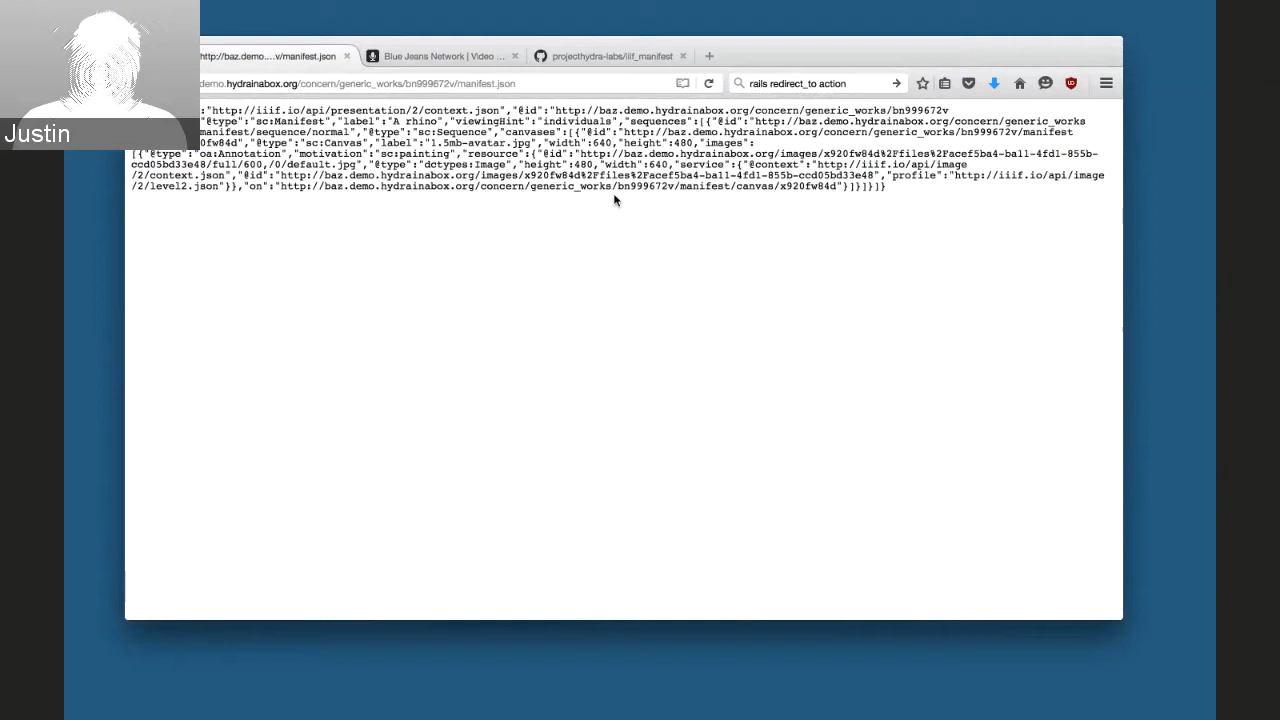 http://baz.demo....v/manifest.json
Blue Jeans Network | Video ...
projecthydra-labs/iiif_manifest
demo.hydrainabox.org/concern/generic_works/bn999672v/manifest.json
rails redirect_to action
Justin
:"http://iiif.io/api/presentation/2/context.json","@id":"http://baz.demo.hydrainabox.org/concern/generic_works/bn999672v
"@type":"sc:Manifest","label":"A rhino","viewingHint":"individuals","sequences":[{"@id":"http://baz.demo.hydrainabox.org/concern/generic_works
manifest/sequence/normal","@type":"sc:Sequence","canvases":[{"@id":"http://baz.demo.hydrainabox.org/concern/generic_works/bn999672v/manifest
0fw84d","@type":"sc:Canvas","label":"1.5mb-avatar.jpg","width":640,"height":480,"images":
[{"@type":"oa:Annotation","motivation":"sc:painting","resource":{"@id":"http://baz.demo.hydrainabox.org/images/x920fw84d%2Ffiles%2Facef5ba4-ba11-4fd1-855b-
ccd05bd33e48/full/600,/0/default.jpg","@type":"dctypes:Image","height":480,"width":640,"service":{"@context":"http://iiif.io/api/image
/2/context.json","@id":"http://baz.demo.hydrainabox.org/images/x920fw84d%2Ffiles%2Facef5ba4-ba11-4fd1-855b-ccd05bd33e48","profile":"http://iiif.io/api/image
/2/level2.json"}},"on":"http://baz.demo.hydrainabox.org/concern/generic_works/bn999672v/manifest/canvas/x920fw84d"}]}]}]}